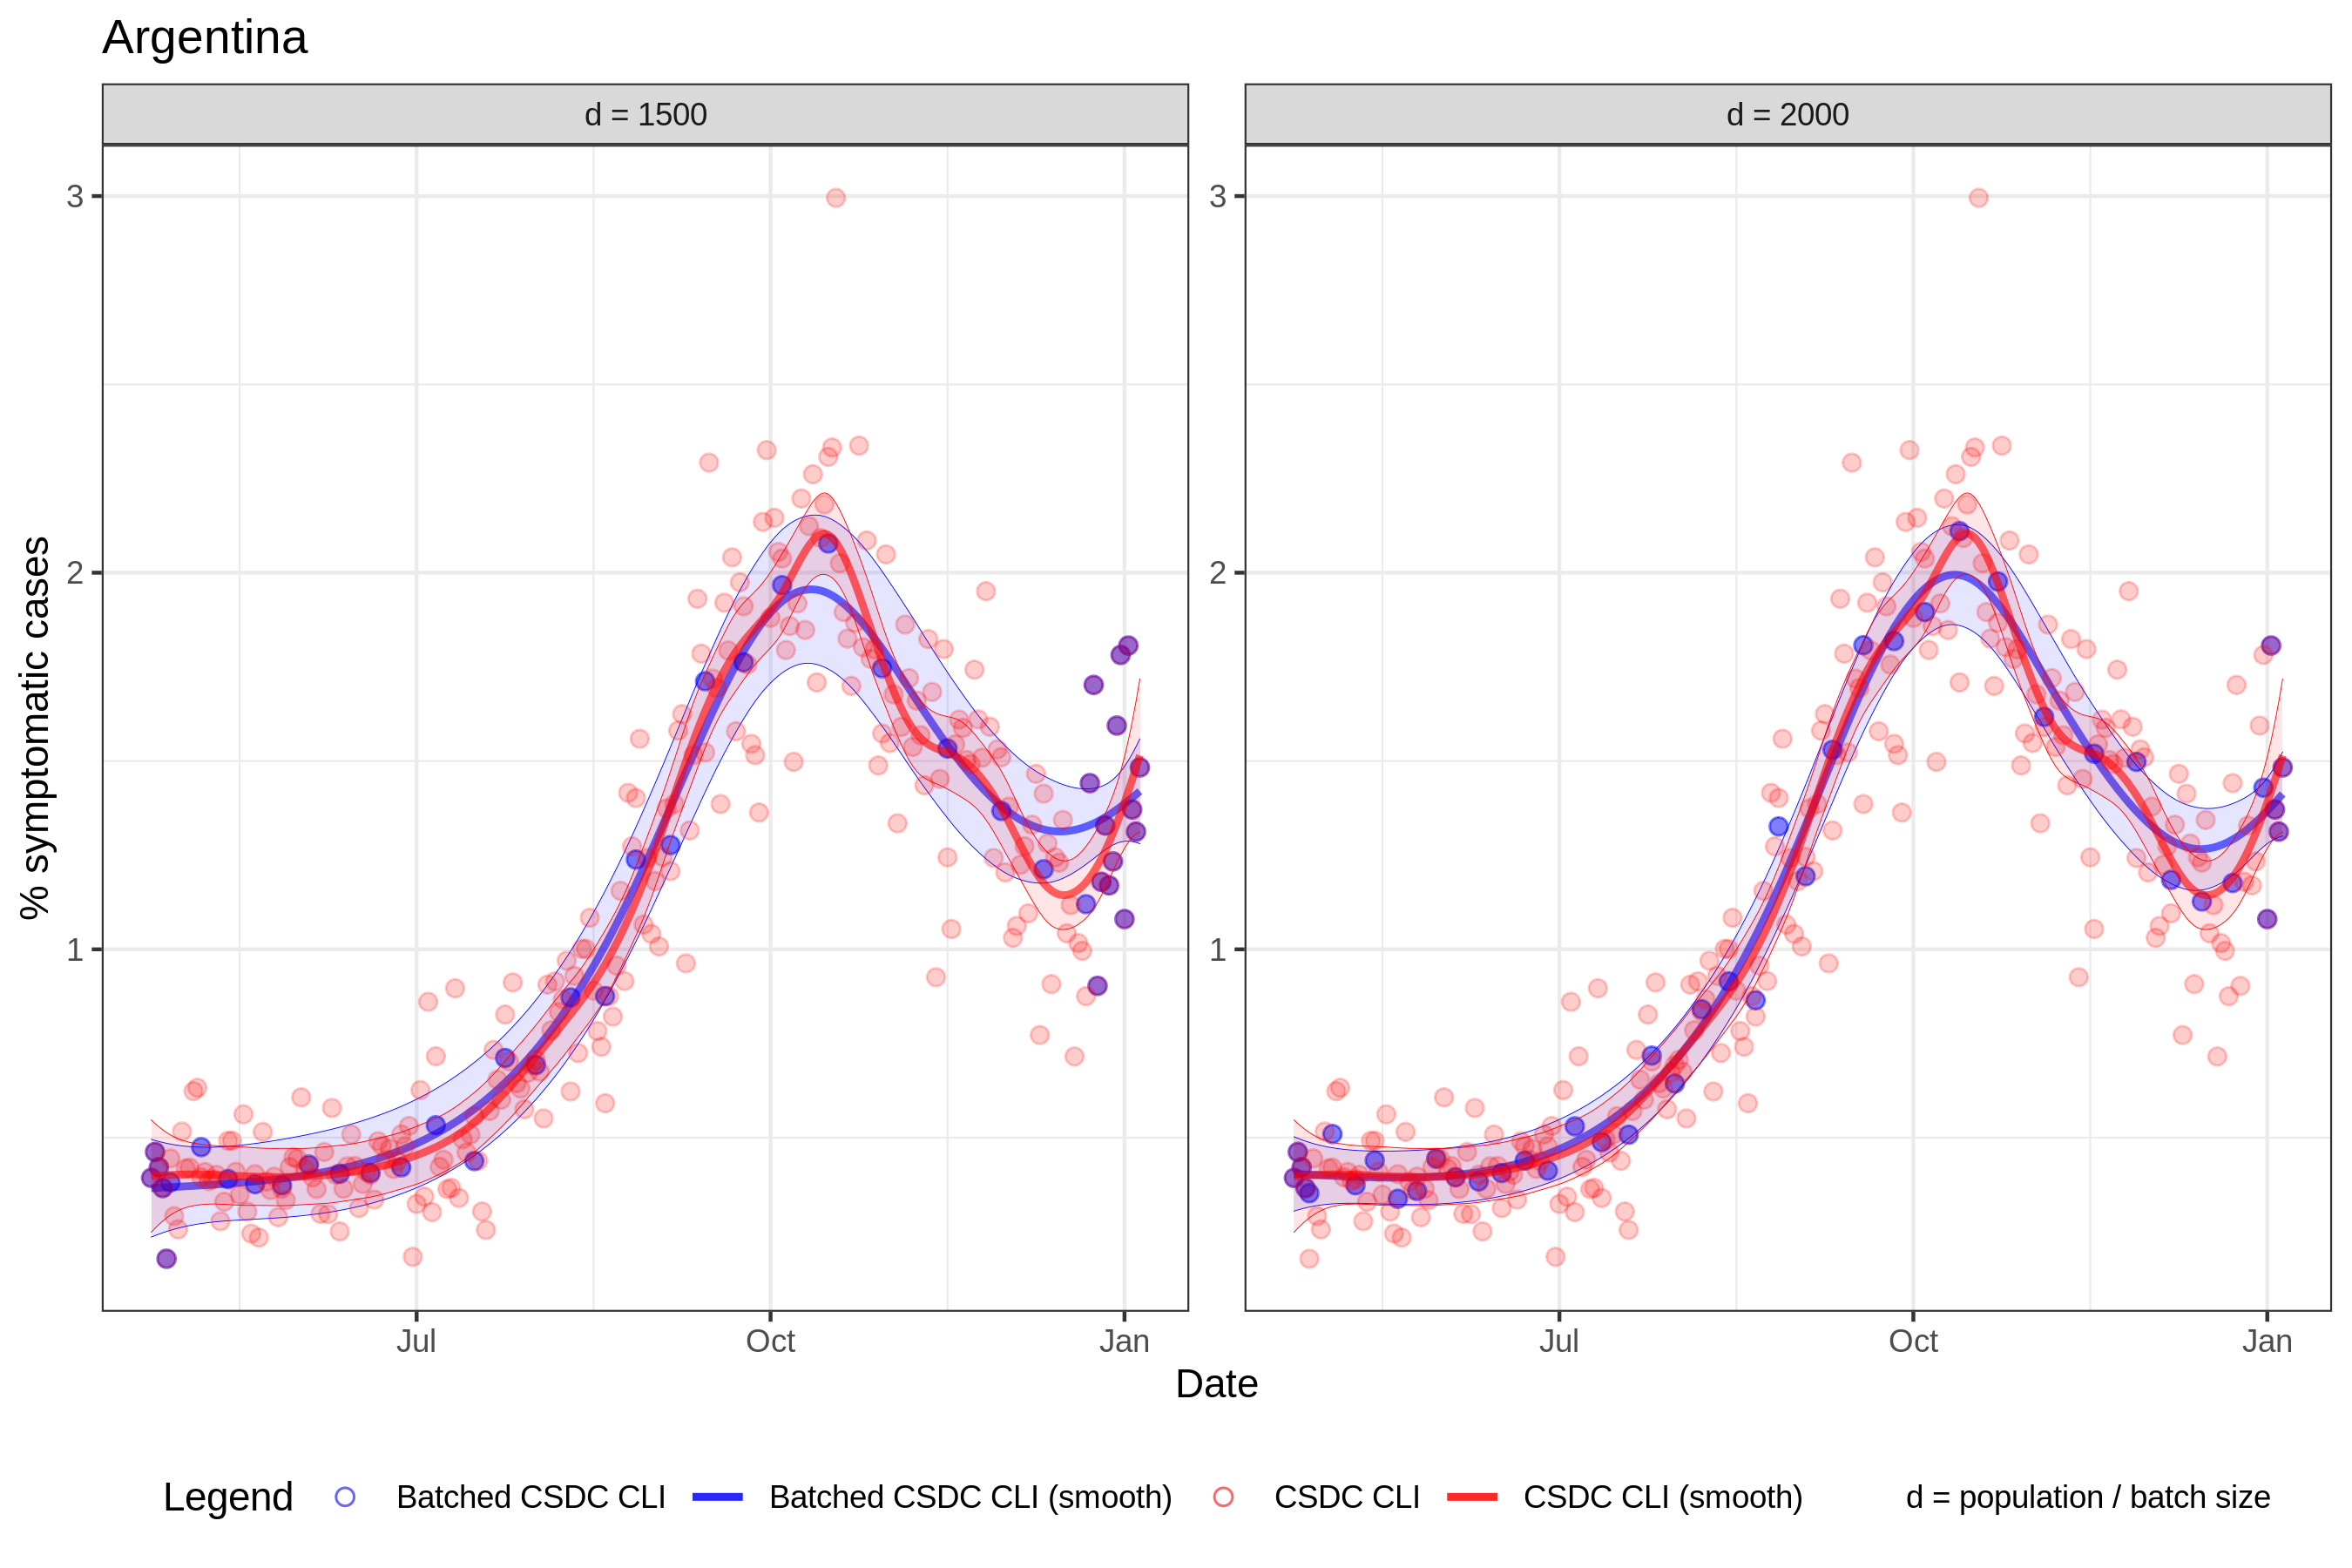 Argentina
d = 1500
d = 2000
% symptomatic cases
3
2
1
3
2
1
Jul
Oct
Jan
Jul
Oct
Jan
Date
Legend
Batched CSDC CLI
Batched CSDC CLI (smooth)
CSDC CLI
CSDC CLI (smooth)
d = population / batch size